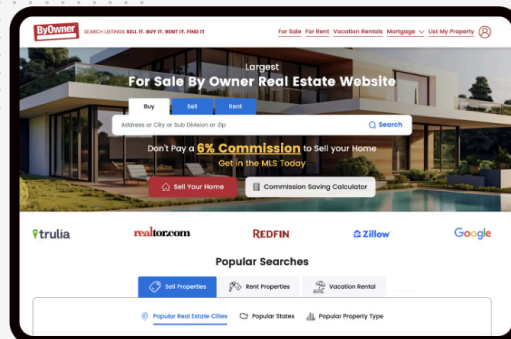 ByOwner SEARCH LISTINGS SELL IT. BUY IT. RENT IT. FIND IT For Sale For Rent Vacation Rentals Mortgage List My Property
Largest
For Sale By Owner Real Estate Website
Buy Sell Rent
Address or City or Sub Division or Zip Search
Don't Pay a 6% Commission to Sell your Home
Get in the MLS Today
Sell Your Home Commission Saving Calculator
trulia realtor.com REDFIN Zillow Google
Popular Searches
Sell Properties Rent Properties Vacation Rental
Popular Real Estate Cities Popular States Popular Property Type